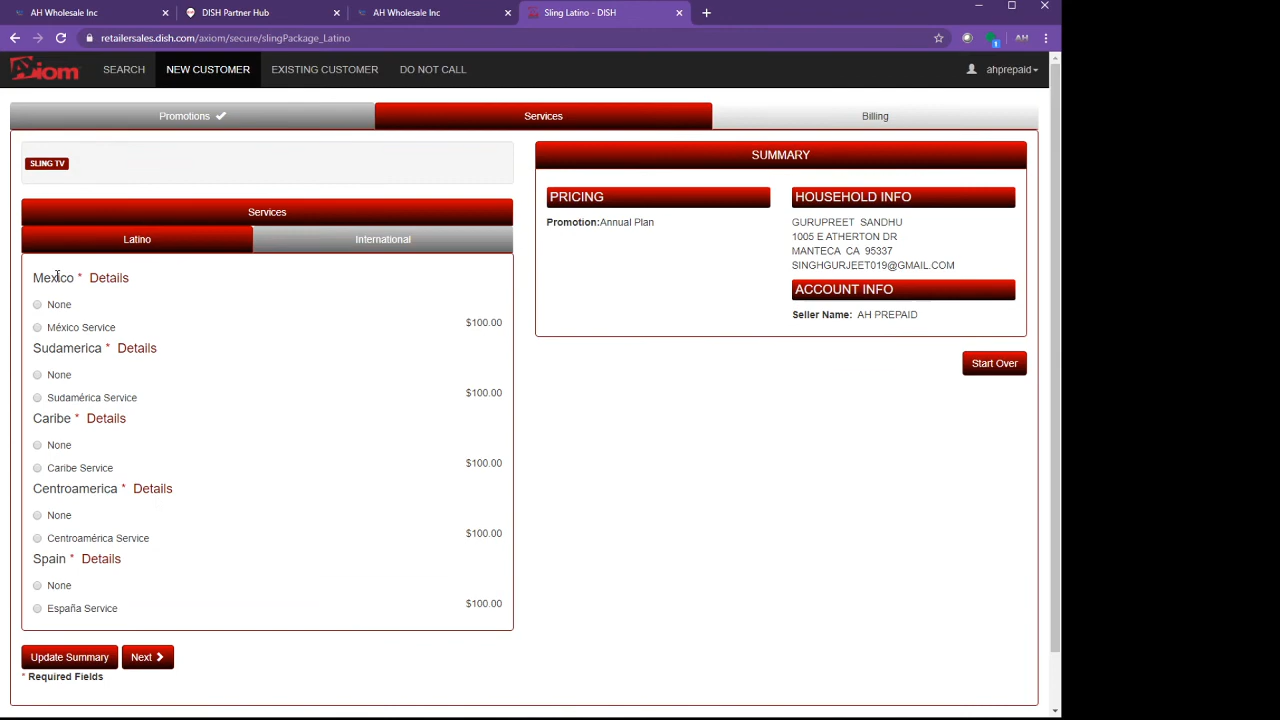 AH Wholesale Inc
DISH Partner Hub
AH Wholesale Inc
Sling Latino - DISH
retailersales.dish.com/axiom/secure/slingPackage_Latino
1
AH
Axiom
SEARCH
NEW CUSTOMER
EXISTING CUSTOMER
DO NOT CALL
ahprepaid
Promotions
Services
Billing
SLING TV
Services
Latino
International
Mexico * Details
None
México Service $100.00
Sudamerica * Details
None
Sudamérica Service $100.00
Caribe * Details
None
Caribe Service $100.00
Centroamerica * Details
None
Centroamérica Service $100.00
Spain * Details
None
España Service $100.00
Update Summary
Next
* Required Fields
SUMMARY
PRICING
Promotion:Annual Plan
HOUSEHOLD INFO
GURUPREET SANDHU
1005 E ATHERTON DR
MANTECA CA 95337
SINGHGURJEET019@GMAIL.COM
ACCOUNT INFO
Seller Name: AH PREPAID
Start Over